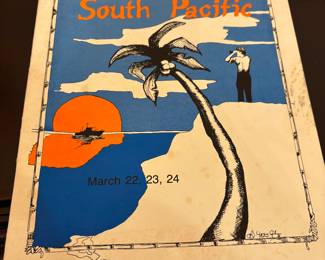 South Pacific
March 22, 23, 24